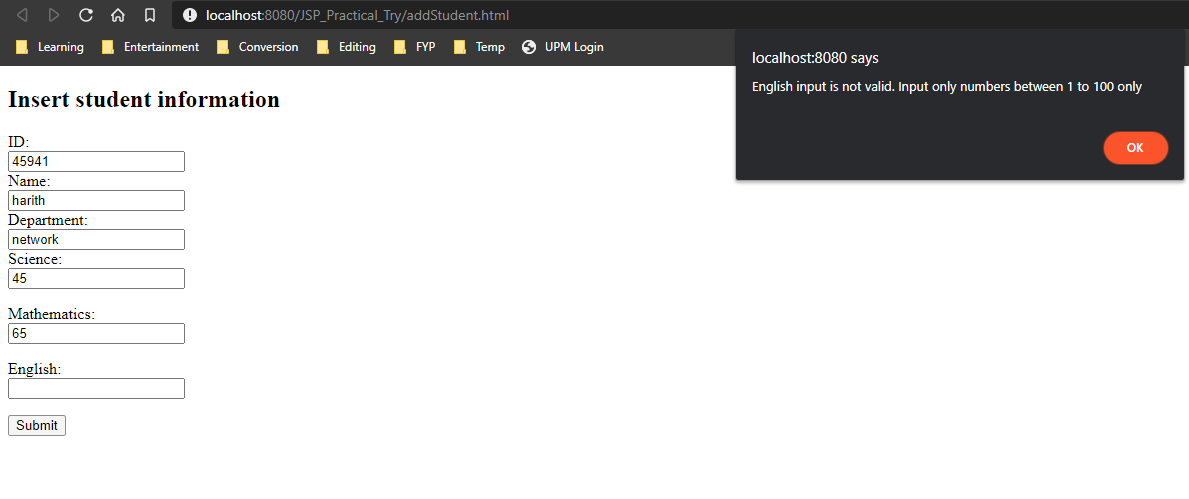 localhost:8080/JSP_Practical_Try/addStudent.html
Learning Entertainment Conversion Editing FYP Temp UPM Login
localhost:8080 says
English input is not valid. Input only numbers between 1 to 100 only
OK
Insert student information
ID:
45941
Name:
harith
Department:
network
Science:
45
Mathematics:
65
English:
Submit